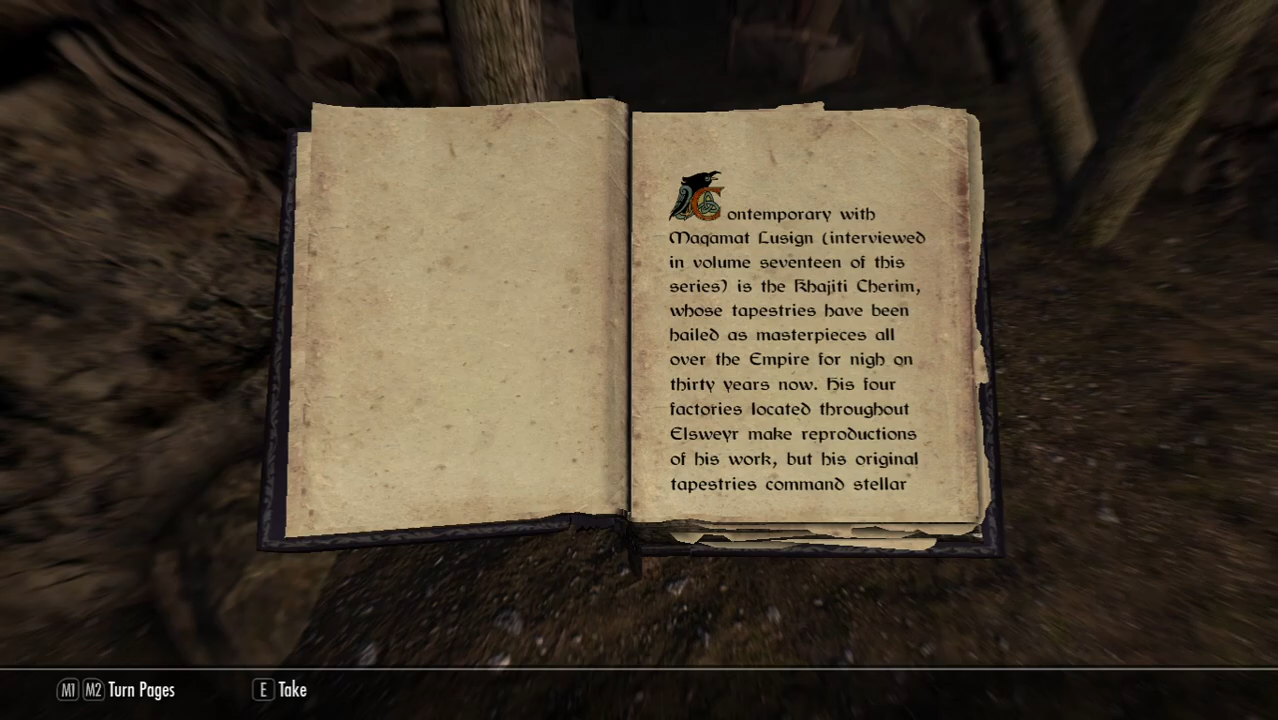 Contemporary with
Maqamat Lusign (interviewed
in volume seventeen of this
series) is the Khajiti Cherim,
whose tapestries have been
hailed as masterpieces all
over the Empire for nigh on
thirty years now. His four
factories located throughout
Elsweyr make reproductions
of his work, but his original
tapestries command stellar
M1 M2 Turn Pages E Take